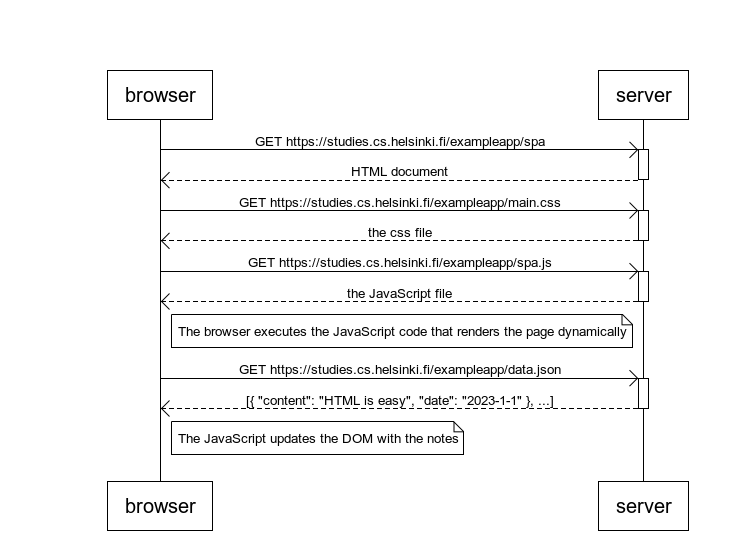 browser server
GET https://studies.cs.helsinki.fi/exampleapp/spa
HTML document
GET https://studies.cs.helsinki.fi/exampleapp/main.css
the css file
GET https://studies.cs.helsinki.fi/exampleapp/spa.js
the JavaScript file
The browser executes the JavaScript code that renders the page dynamically
GET https://studies.cs.helsinki.fi/exampleapp/data.json
[{ "content": "HTML is easy", "date": "2023-1-1" }, ...]
The JavaScript updates the DOM with the notes
browser server